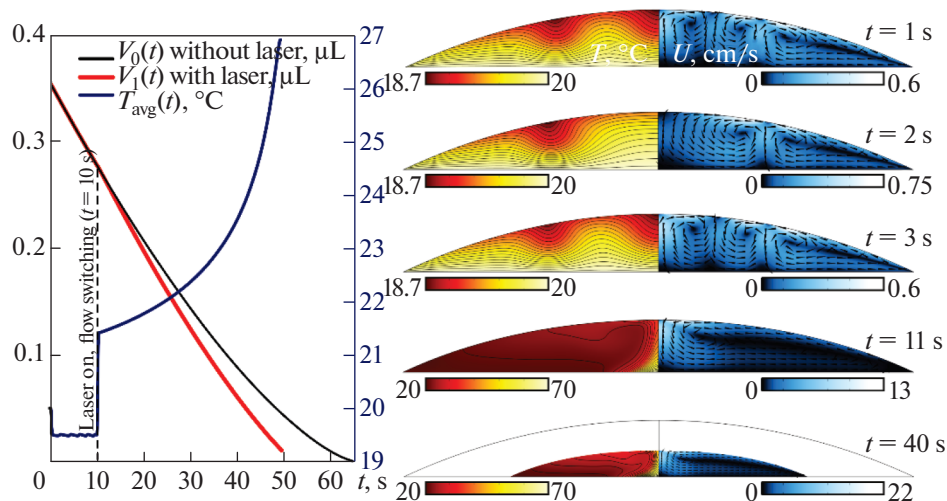 0.4
0.3
0.2
0.1
V₀(t) without laser, μL
V₁(t) with laser, μL
Tavg(t), °C
Laser on, flow switching (t = 10 s)
27
26
25
24
23
22
21
20
19
0 10 20 30 40 50 60 t, s
T, °C U, cm/s
t = 1 s
18.7 20 0 0.6
t = 2 s
18.7 20 0 0.75
t = 3 s
18.7 20 0 0.6
t = 11 s
20 70 0 13
t = 40 s
20 70 0 22